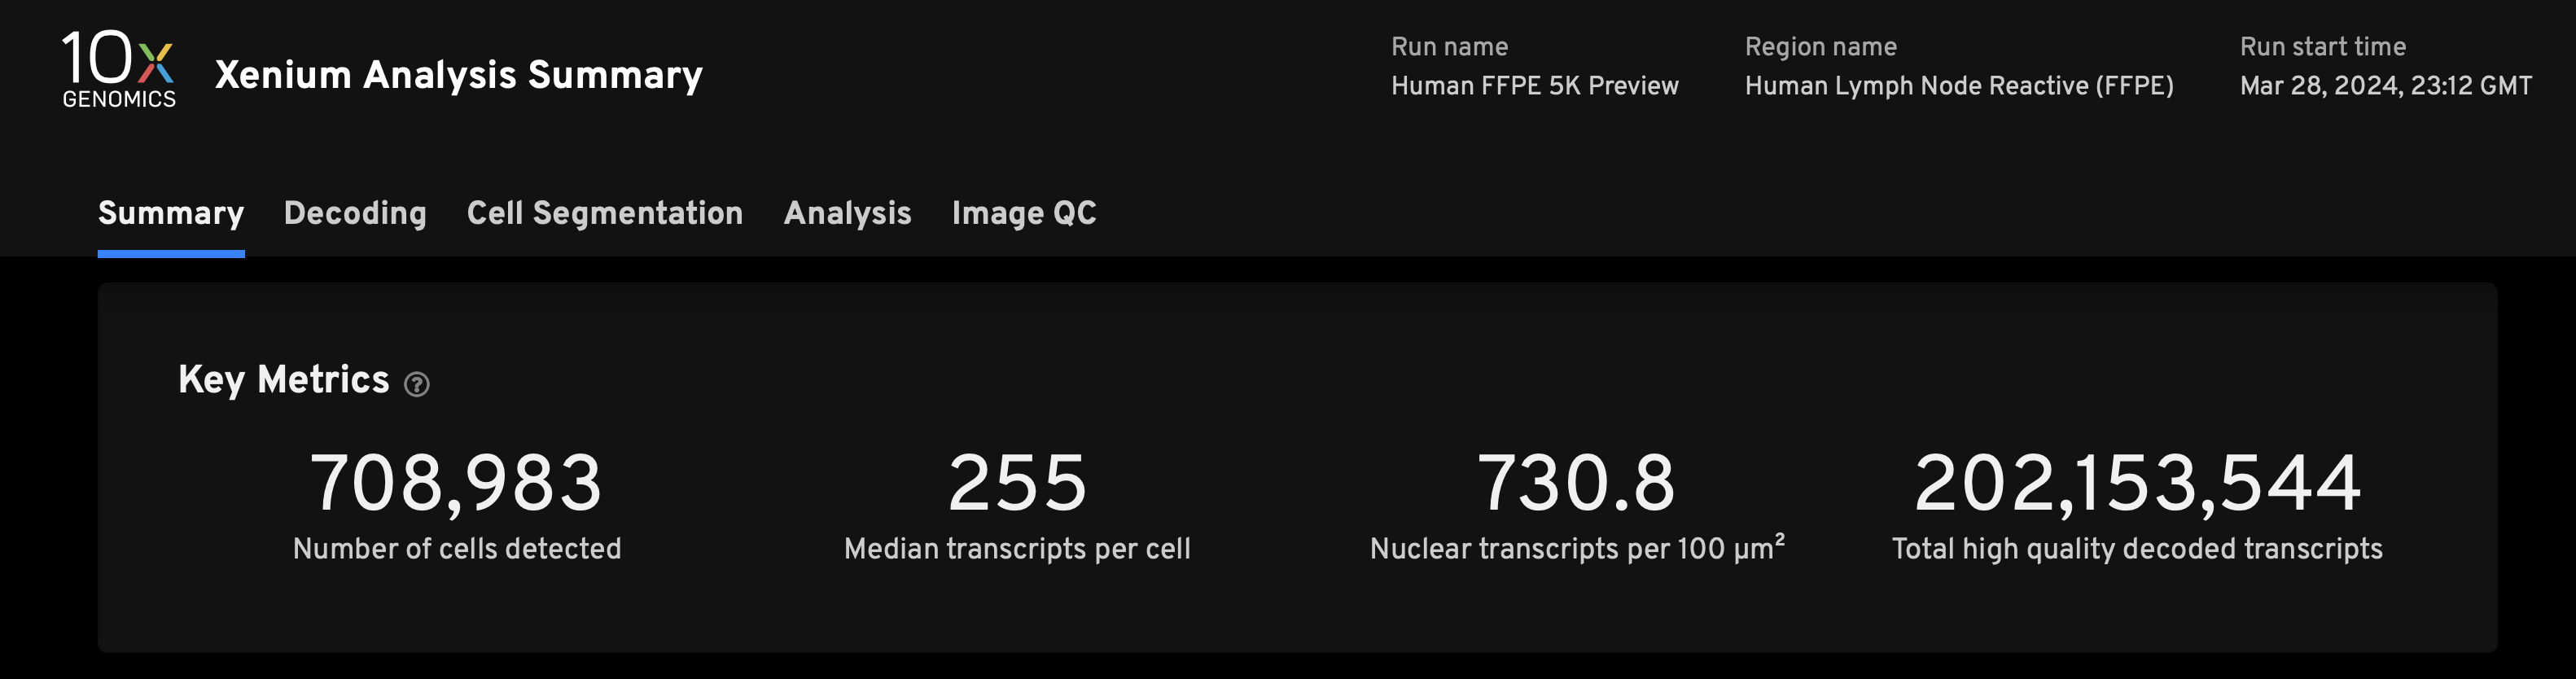 10x
GENOMICS
Xenium Analysis Summary
Run name
Human FFPE 5K Preview
Region name
Human Lymph Node Reactive (FFPE)
Run start time
Mar 28, 2024, 23:12 GMT
Summary
Decoding
Cell Segmentation
Analysis
Image QC
Key Metrics ?
708,983
Number of cells detected
255
Median transcripts per cell
730.8
Nuclear transcripts per 100 µm²
202,153,544
Total high quality decoded transcripts